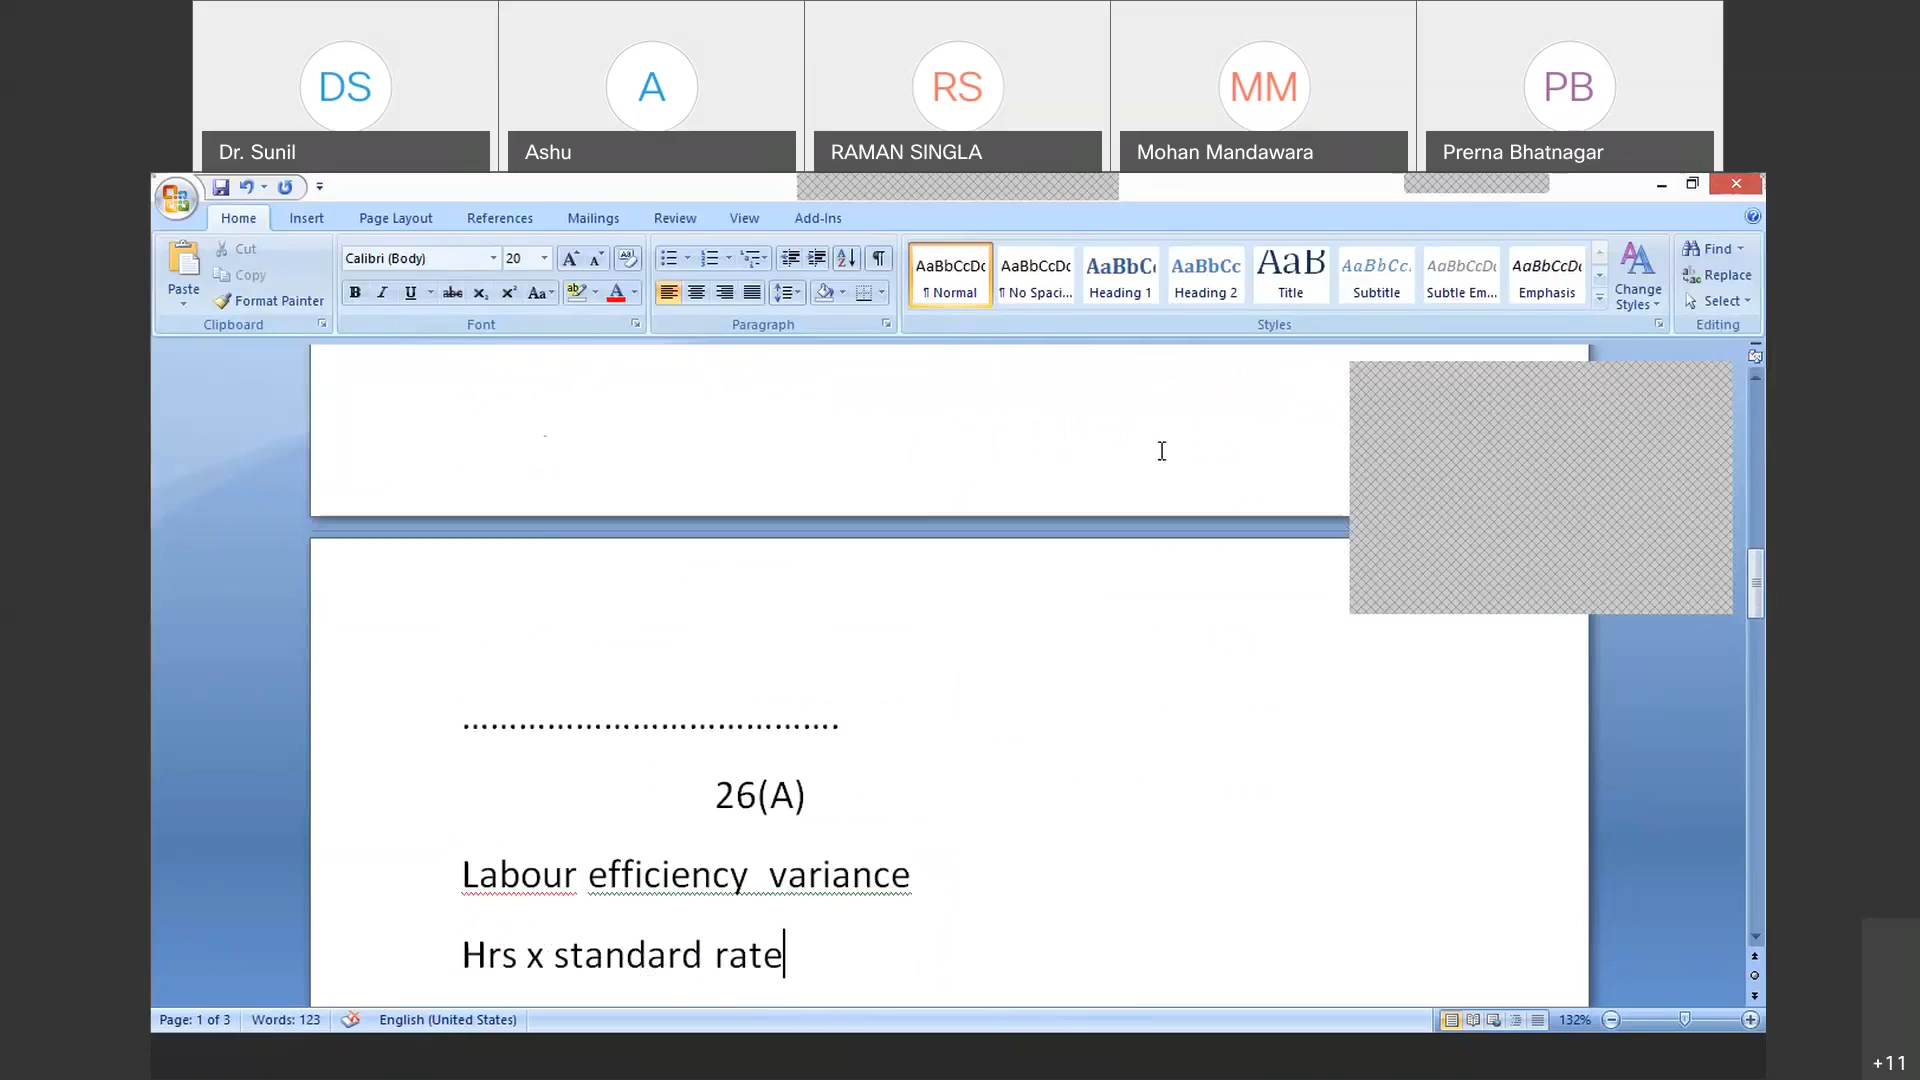 DS
A
RS
MM
PB
Dr. Sunil
Ashu
RAMAN SINGLA
Mohan Mandawara
Prerna Bhatnagar
Home Insert Page Layout References Mailings Review View Add-Ins
Paste
Cut
Copy
Format Painter
Clipboard
Calibri (Body) 20
Font
Paragraph
AaBbCcDc AaBbCcDc AaBbC AaBbCc AaB AaBbCc. AaBbCcDc AaBbCcDc
¶ Normal ¶ No Spaci... Heading 1 Heading 2 Title Subtitle Subtle Em... Emphasis
Change Styles
Styles
Find
Replace
Select
Editing
........................................
26(A)
Labour efficiency variance
Hrs x standard rate
Page: 1 of 3 Words: 123 English (United States) 132%
+11